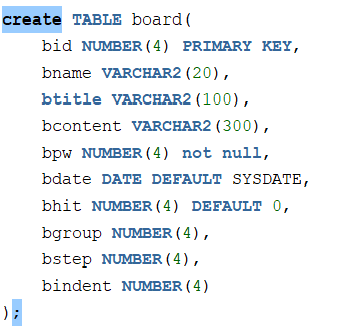 create TABLE board(
bid NUMBER(4) PRIMARY KEY,
bname VARCHAR2(20),
btitle VARCHAR2(100),
bcontent VARCHAR2(300),
bpw NUMBER(4) not null,
bdate DATE DEFAULT SYSDATE,
bhit NUMBER(4) DEFAULT 0,
bgroup NUMBER(4),
bstep NUMBER(4),
bindent NUMBER(4)
);